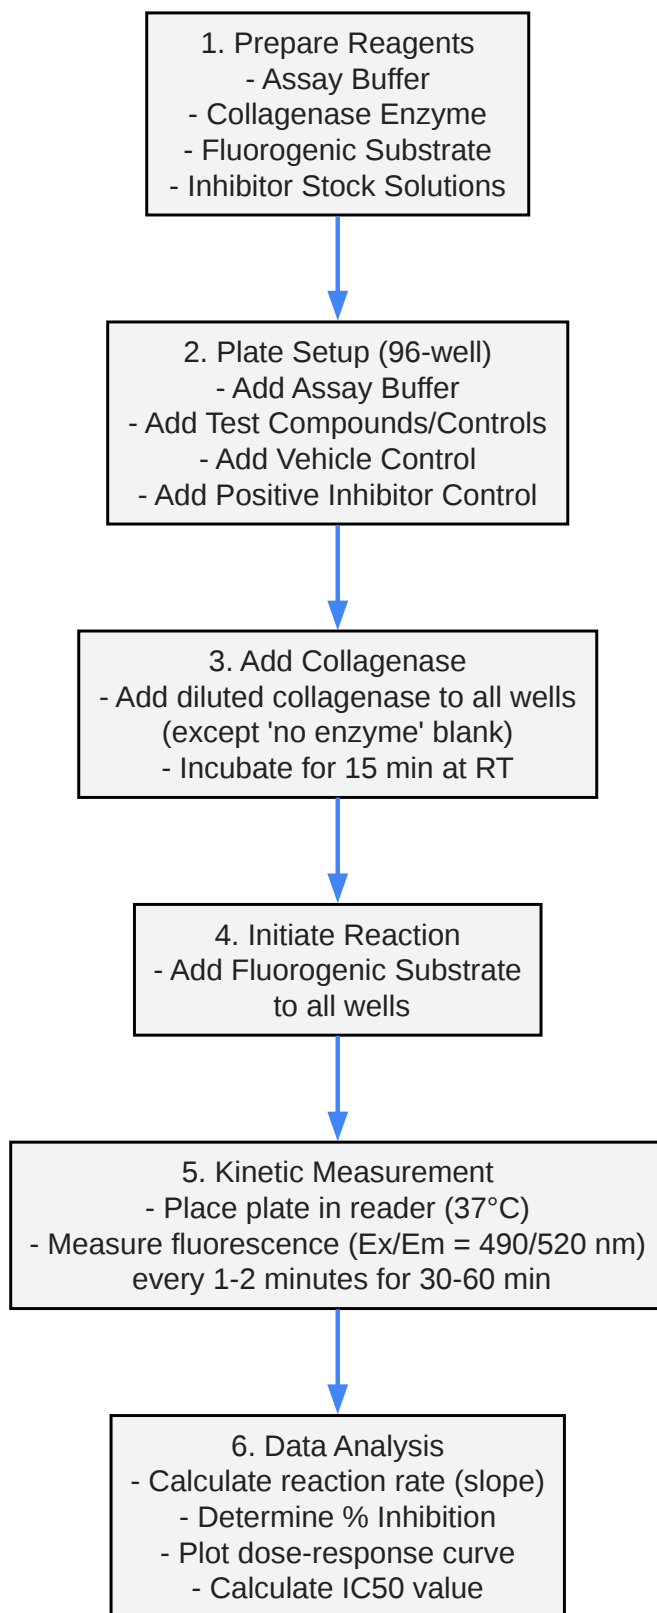 1. Prepare Reagents
- Assay Buffer
- Collagenase Enzyme
- Fluorogenic Substrate
- Inhibitor Stock Solutions
2. Plate Setup (96-well)
- Add Assay Buffer
- Add Test Compounds/Controls
- Add Vehicle Control
- Add Positive Inhibitor Control
3. Add Collagenase
- Add diluted collagenase to all wells
(except 'no enzyme' blank)
- Incubate for 15 min at RT
4. Initiate Reaction
- Add Fluorogenic Substrate
to all wells
5. Kinetic Measurement
- Place plate in reader (37°C)
- Measure fluorescence (Ex/Em = 490/520 nm)
every 1-2 minutes for 30-60 min
6. Data Analysis
- Calculate reaction rate (slope)
- Determine % Inhibition
- Plot dose-response curve
- Calculate IC50 value